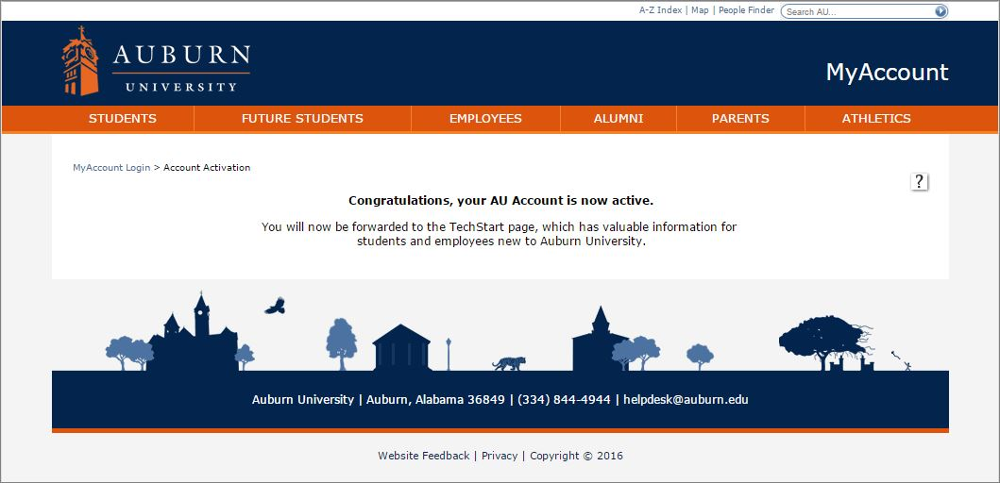 A-Z Index | Map | People Finder
Search AU...
AUBURN
UNIVERSITY
MyAccount
STUDENTS
FUTURE STUDENTS
EMPLOYEES
ALUMNI
PARENTS
ATHLETICS
MyAccount Login > Account Activation
?
Congratulations, your AU Account is now active.
You will now be forwarded to the TechStart page, which has valuable information for
students and employees new to Auburn University.
Auburn University | Auburn, Alabama 36849 | (334) 844-4944 | helpdesk@auburn.edu
Website Feedback | Privacy | Copyright © 2016